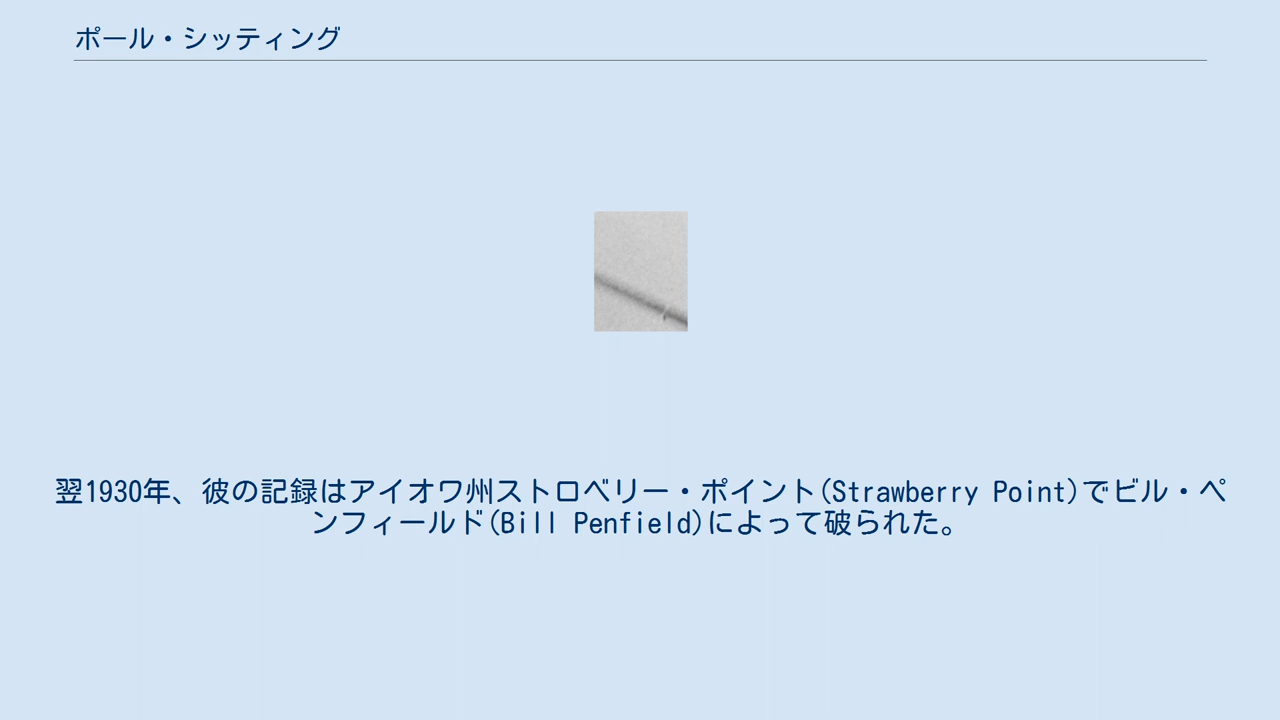 ポール・シッティング
翌1930年、彼の記録はアイオワ州ストロベリー・ポイント(Strawberry Point)でビル・ペ
ンフィールド(Bill Penfield)によって破られた。